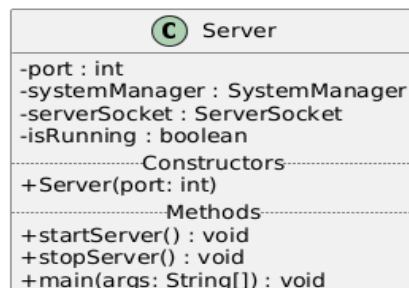 C Server
-port : int
-systemManager : SystemManager
-serverSocket : ServerSocket
-isRunning : boolean
Constructors
+Server(port: int)
Methods
+startServer() : void
+stopServer() : void
+main(args: String[]) : void